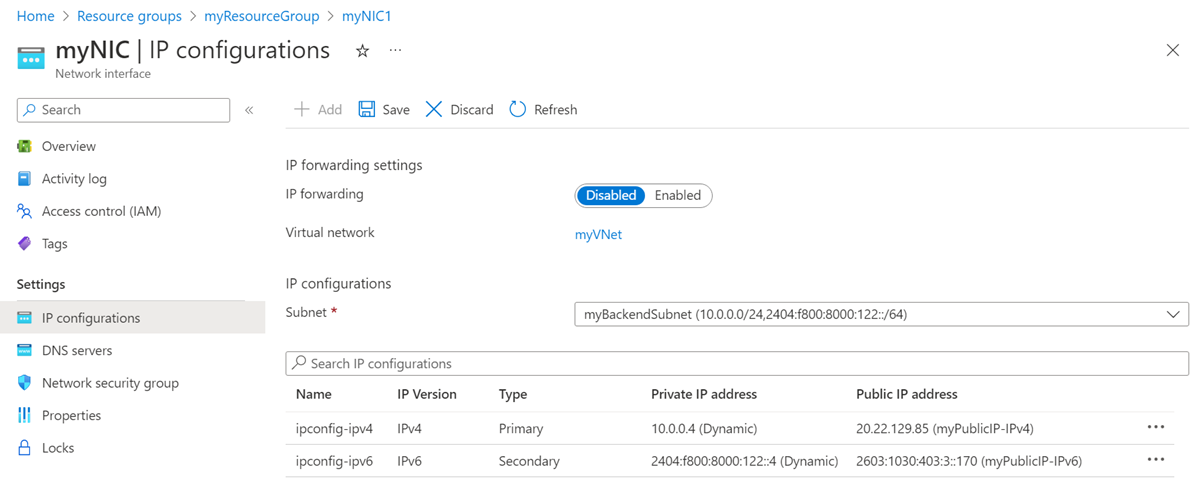 Home > Resource groups > myResourceGroup > myNIC1
myNIC | IP configurations
Network interface
Search
Add Save Discard Refresh
Overview
Activity log
Access control (IAM)
Tags
Settings
IP configurations
DNS servers
Network security group
Properties
Locks
IP forwarding settings
IP forwarding Disabled Enabled
Virtual network myVNet
IP configurations
Subnet * myBackendSubnet (10.0.0.0/24,2404:f800:8000:122::/64)
Search IP configurations
Name IP Version Type Private IP address Public IP address
ipconfig-ipv4 IPv4 Primary 10.0.0.4 (Dynamic) 20.22.129.85 (myPublicIP-IPv4)
ipconfig-ipv6 IPv6 Secondary 2404:f800:8000:122::4 (Dynamic) 2603:1030:403:3::170 (myPublicIP-IPv6)